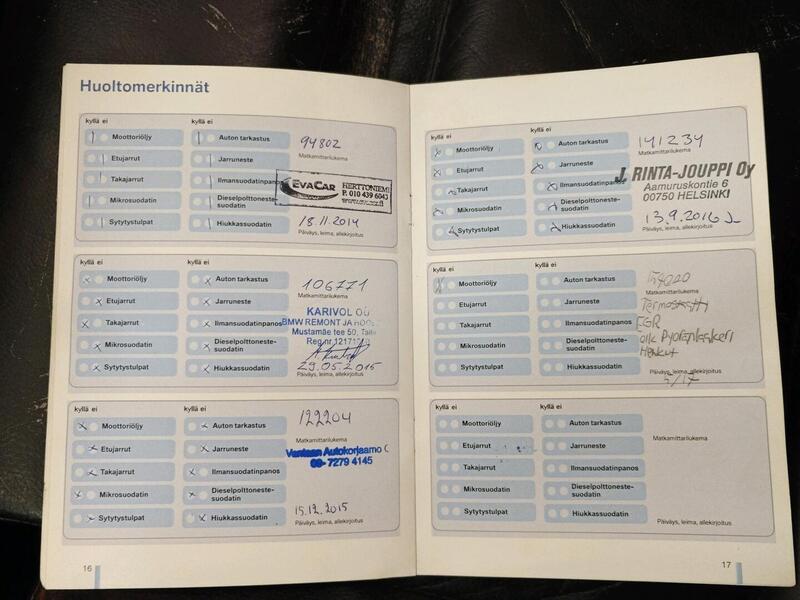 Huoltomerkinnät
kyllä ei kyllä ei
Moottoriöljy Auton tarkastus 94802
Matkamittarilukema
Etujarrut Jarruneste
Takajarrut Ilmansuodatinpanos
EVACAR HERTTONIEMI
P. 010 439 6043
Mikrosuodatin Dieselpolttoneste-
suodatin
Sytytystulpat Hiukkassuodatin 18.11.2014
Päiväys, leima, allekirjoitus
kyllä ei kyllä ei
Moottoriöljy Auton tarkastus 106771
Matkamittarilukema
Etujarrut Jarruneste
KARIVOL OÜ
Takajarrut Ilmansuodatinpanos
BMW REMONT JA
Mustamäe tee 50,
Mikrosuodatin Dieselpolttoneste-
suodatin
Reg.nr.
Sytytystulpat Hiukkassuodatin 29.05.2015
Päiväys, leima, allekirjoitus
kyllä ei kyllä ei
Moottoriöljy Auton tarkastus 122204
Matkamittarilukema
Etujarrut Jarruneste
Vantaan Autokorjaamo
09-7279 4145
Takajarrut Ilmansuodatinpanos
Mikrosuodatin Dieselpolttoneste-
suodatin
Sytytystulpat Hiukkassuodatin 15.12.2015
Päiväys, leima, allekirjoitus
16
kyllä ei kyllä ei
Moottoriöljy Auton tarkastus 141234
Matkamittarilukema
Etujarrut Jarruneste
J. RINTA-JOUPPI Oy
Aamuruskontie 6
00750 HELSINKI
Takajarrut Ilmansuodatinpanos
Mikrosuodatin Dieselpolttoneste-
suodatin
Sytytystulpat Hiukkassuodatin 13.9.2016
Päiväys, leima, allekirjoitus
kyllä ei kyllä ei
Moottoriöljy Auton tarkastus
Matkamittarilukema
Etujarrut Jarruneste Termostatti
Takajarrut Ilmansuodatinpanos EGR
Mikrosuodatin Dieselpolttoneste-
suodatin
Sytytystulpat Hiukkassuodatin
Päiväys, leima, allekirjoitus
5/17
kyllä ei kyllä ei
Moottoriöljy Auton tarkastus
Matkamittarilukema
Etujarrut Jarruneste
Takajarrut Ilmansuodatinpanos
Mikrosuodatin Dieselpolttoneste-
suodatin
Sytytystulpat Hiukkassuodatin
Päiväys, leima, allekirjoitus
17